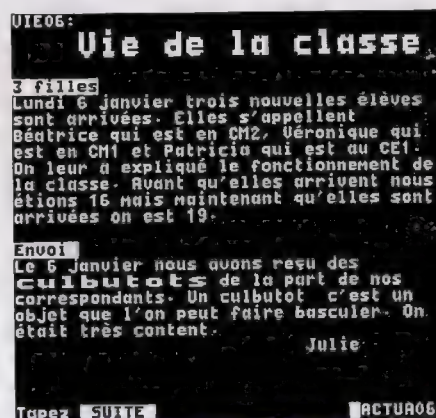 VIE06:
Vie de la classe
3 filles
Lundi 6 janvier trois nouvelles élèves
sont arrivées. Elles s'appellent
Béatrice qui est en CM2, Véronique qui
est en CM1 et Patricia qui est au CE1.
On leur a expliqué le fonctionnement de
la classe. Avant qu'elles arrivent nous
étions 16 mais maintenant qu'elles sont
arrivées on est 19.
Envoi
Le 6 janvier nous avons reçu des
culbutots de la part de nos
correspondants. Un culbutot c'est un
objet que l'on peut faire basculer. On
était très content.
Julie
Tapez SUITE ACTUA06